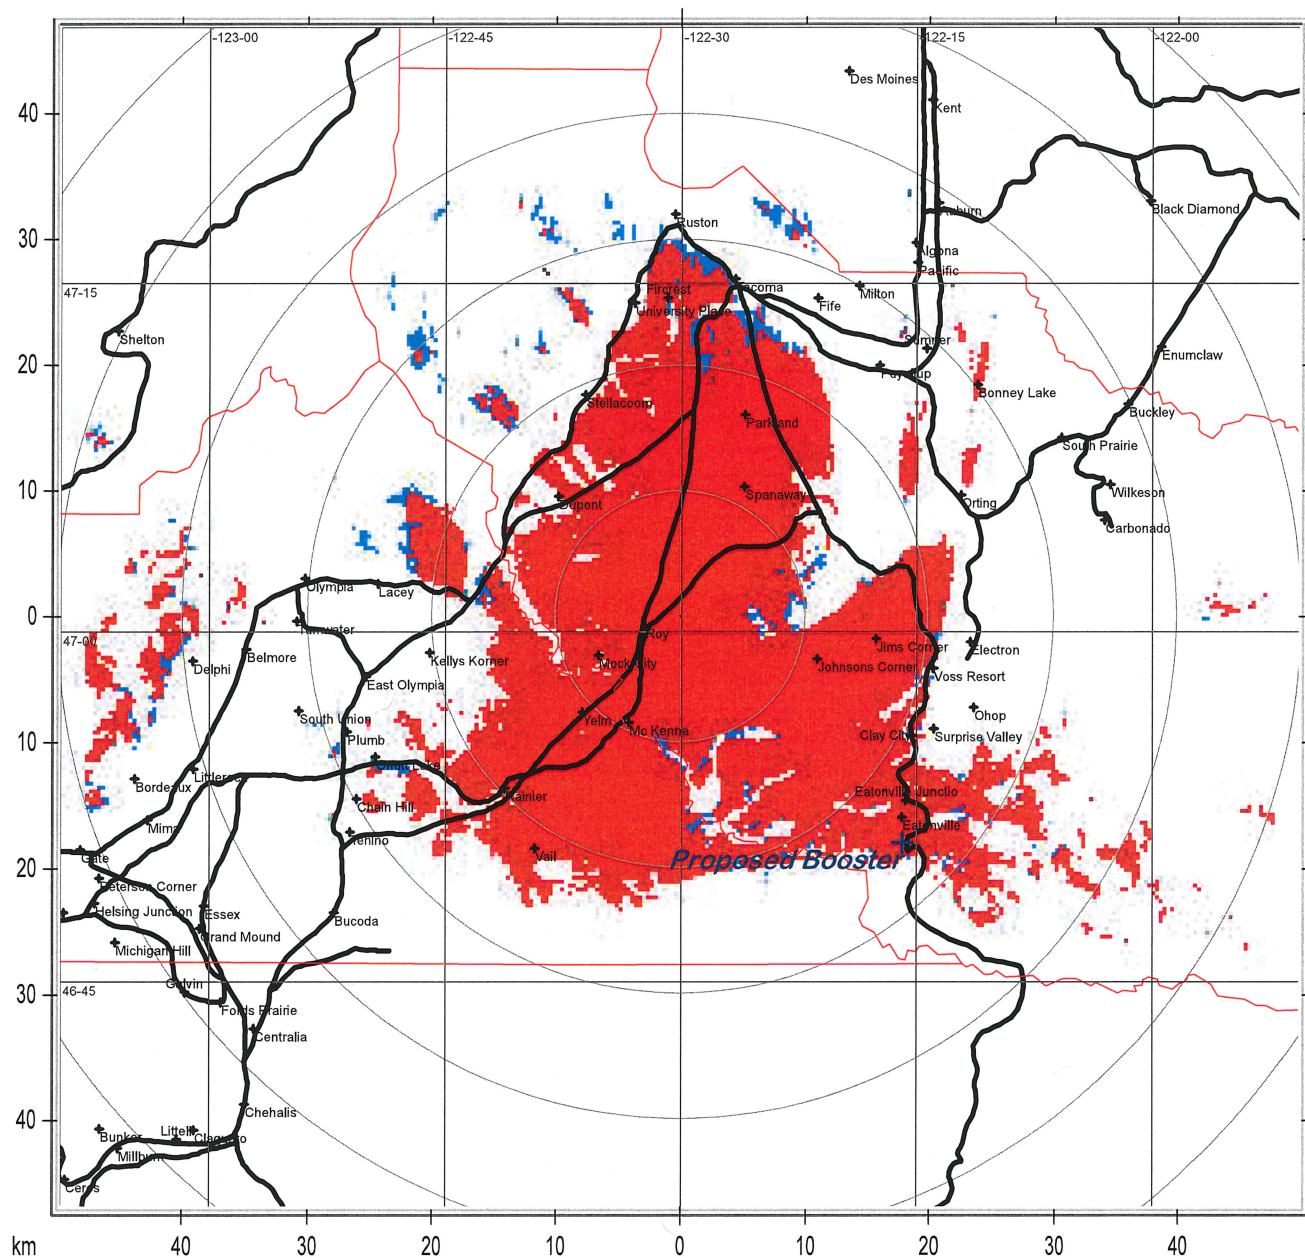 -123-00
-122-45
-122-30
-122-15
-122-00
Des Moines
40
Kent
Auburn
Black Diamond
Ruston
30
Algona
Pacific
47-15
Fircrest
Tacoma
Milton
University Place
Fife
Shelton
Sumner
Enumclaw
20
Puyallup
Bonney Lake
Stellacoom
Buckley
Parkland
South Prairie
10
Spanaway
Wilkeson
Dupont
Orting
Carbonado
Olympia
Lacey
0
Tumwater
47-00
Roy
Belmore
Kellys Korner
Mock City
Jims Corner
Electron
Delphi
Johnsons Corner
East Olympia
Voss Resort
South Union
Yelm
Ohop
Plumb
Mc Kenna
Clay City
Surprise Valley
10
Offutt Lake
Bordeaux
Littlerock
Chain Hill
Rainier
Eatonville Junctio
Mima
Tenino
Eatonville
Gate
Vail
Proposed Booster
20
Peterson Corner
Helsing Junction
Essex
Bucoda
Grand Mound
Michigan Hill
46-45
Galvin
30
Fords Prairie
Centralia
Chehalis
40
Bunker
Littell
Claquato
Millburn
Ceres
km
40
30
20
10
0
10
20
30
40